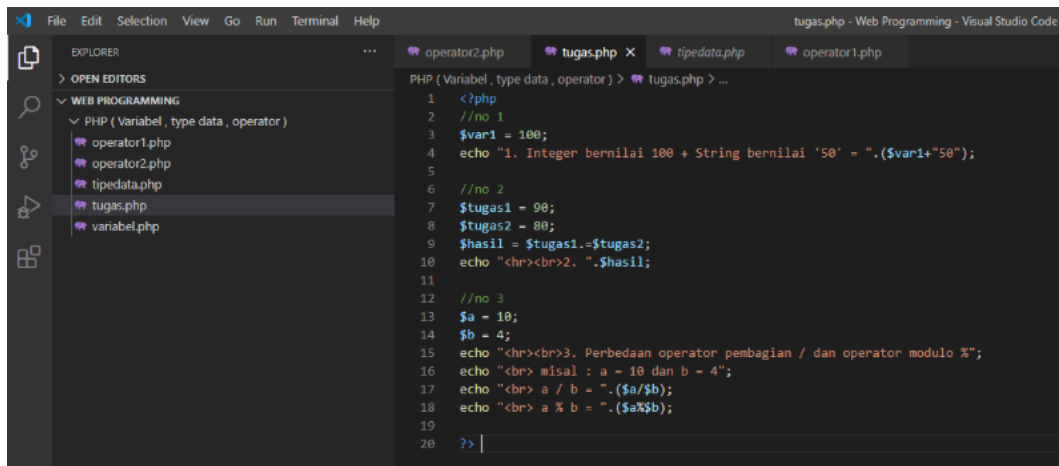 File Edit Selection View Go Run Terminal Help
tugas.php - Web Programming - Visual Studio Code
EXPLORER
OPEN EDITORS
WEB PROGRAMMING
PHP ( Variabel , type data , operator )
operator1.php
operator2.php
tipedata.php
tugas.php
variabel.php
operator2.php tugas.php tipedata.php operator1.php
PHP ( Variabel , type data , operator ) > tugas.php > ...
1 <?php
2 //no 1
3 $var1 = 100;
4 echo "1. Integer bernilai 100 + String bernilai '50' = ".($var1+"50");
5
6 //no 2
7 $tugas1 = 90;
8 $tugas2 = 80;
9 $hasil = $tugas1.=$tugas2;
10 echo "<hr><br>2. ".$hasil;
11
12 //no 3
13 $a = 10;
14 $b = 4;
15 echo "<hr><br>3. Perbedaan operator pembagian / dan operator modulo %";
16 echo "<br> misal : a = 10 dan b = 4";
17 echo "<br> a / b = ".($a/$b);
18 echo "<br> a % b = ".($a%$b);
19
20 ?>